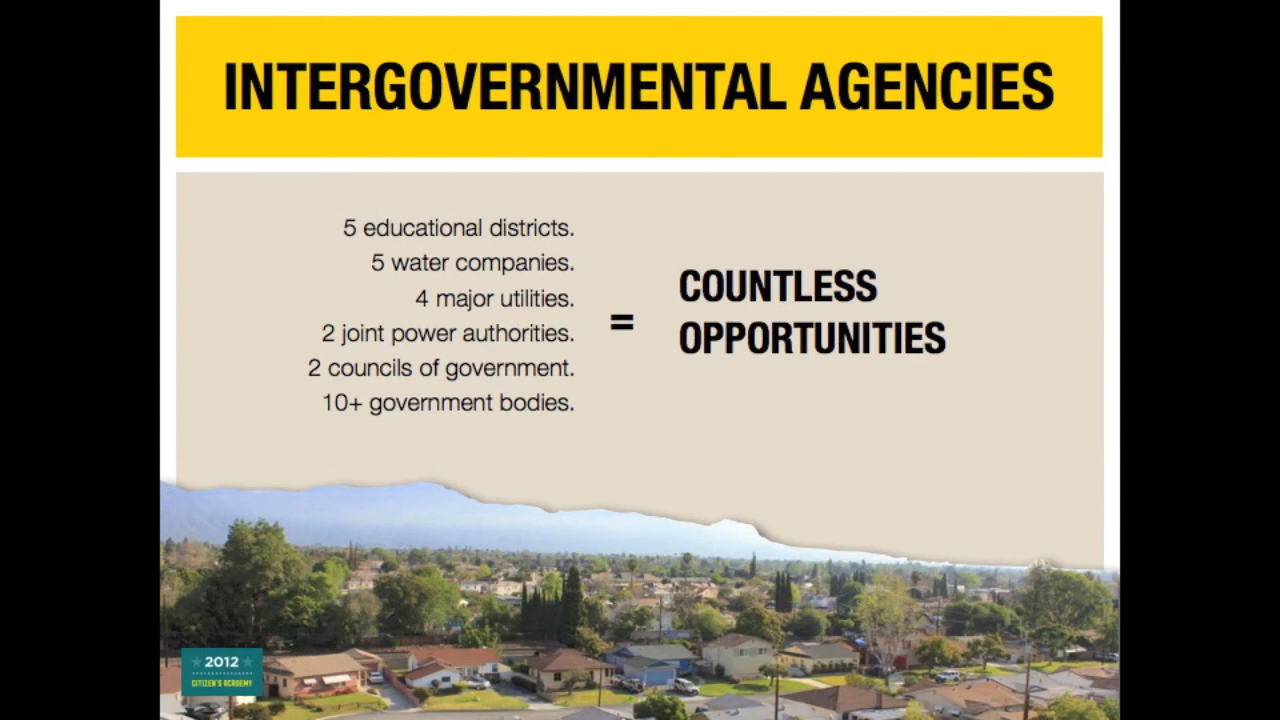 INTERGOVERNMENTAL AGENCIES
5 educational districts.
5 water companies.
4 major utilities.
2 joint power authorities.
2 councils of government.
10+ government bodies.
=
COUNTLESS
OPPORTUNITIES
2012
CITIZEN'S ACADEMY